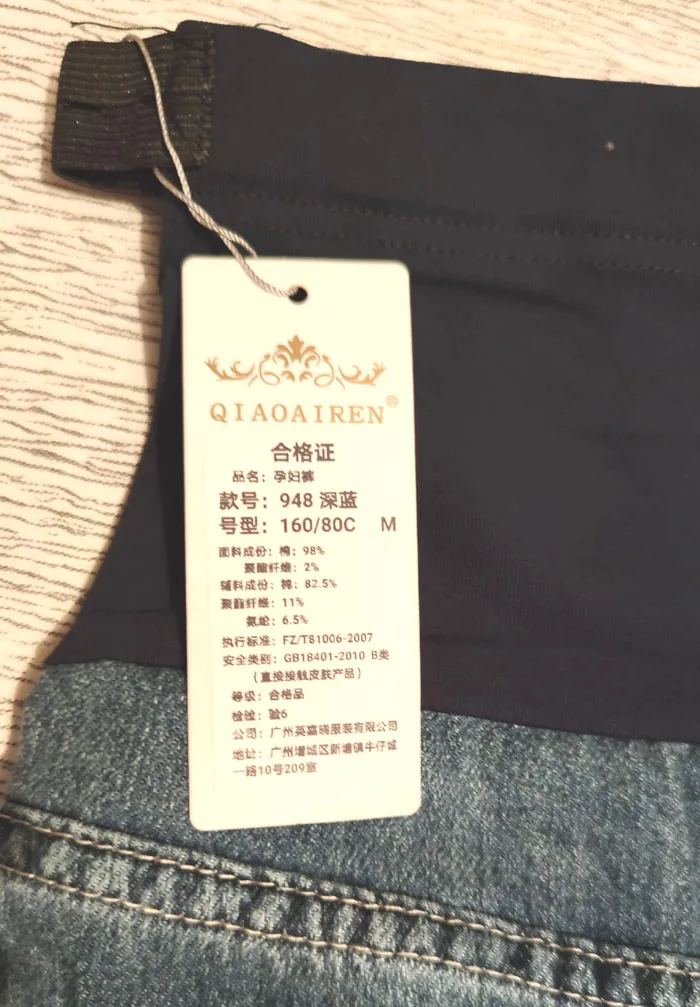 QIAOAIREN®
合格证
品名：孕妇裤
款号：948 深蓝
号型：160/80C M
面料成份：棉：98%
聚酯纤维：2%
辅料成份：棉：82.5%
聚酯纤维：11%
氨纶：6.5%
执行标准：FZ/T81006-2007
安全类别：GB18401-2010 B类
（直接接触皮肤产品）
等级：合格品
检验：验6
公司：广州英嘉晓服装有限公司
地址：广州增城区新塘镇牛仔城
一路10号209室